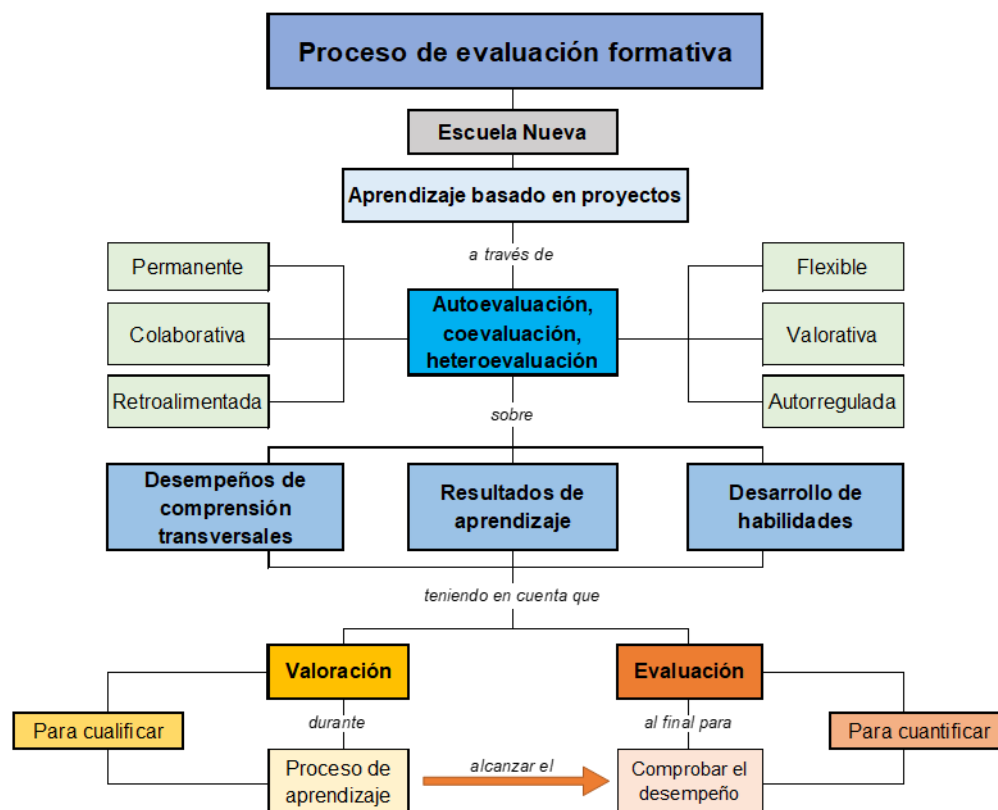 Proceso de evaluación formativa
Escuela Nueva
Aprendizaje basado en proyectos
a través de
Permanente
Colaborativa
Retroalimentada
Autoevaluación,
coevaluación,
heteroevaluación
Flexible
Valorativa
Autorregulada
sobre
Desempeños de
comprensión
transversales
Resultados de
aprendizaje
Desarrollo de
habilidades
teniendo en cuenta que
Valoración
Evaluación
Para cualificar
durante
al final para
Para cuantificar
Proceso de
aprendizaje
alcanzar el
Comprobar el
desempeño